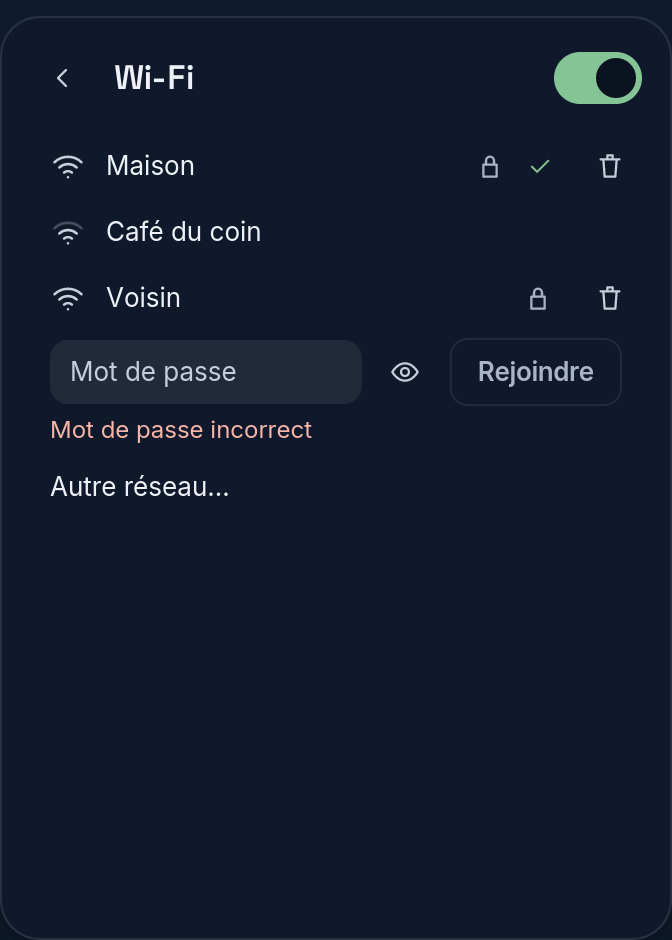 Wi-Fi
Maison
Café du coin
Voisin
Mot de passe Rejoindre
Mot de passe incorrect
Autre réseau...